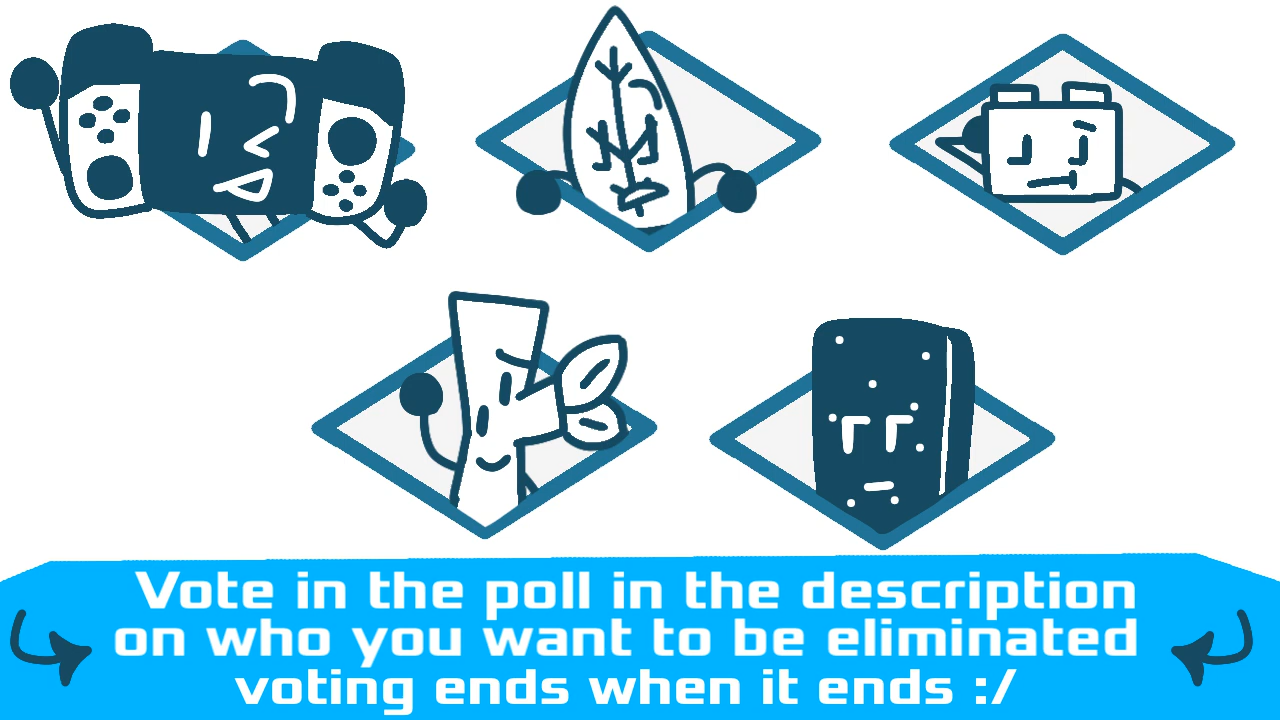 Vote in the poll in the description
on who you want to be eliminated
voting ends when it ends :/